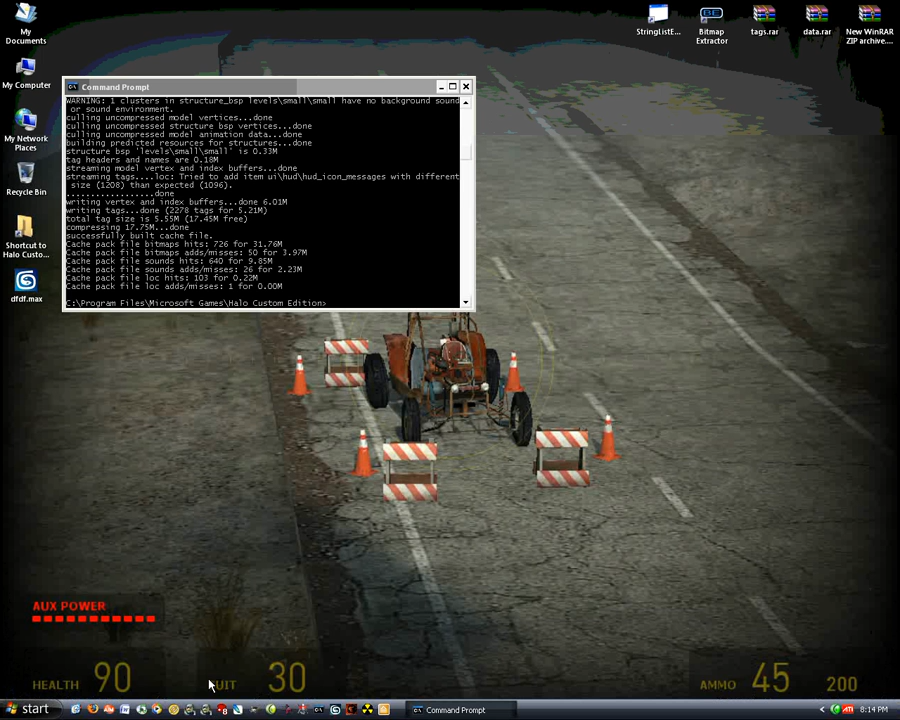 My
Documents
My Computer
My Network
Places
Recycle Bin
Shortcut to
Halo Custo...
dfdf.max
StringListE...
Bitmap
Extractor
tags.rar
data.rar
New WinRAR
ZIP archive....
Command Prompt
WARNING: 1 clusters in structure_bsp levels\small\small have no background sound
or sound environment.
culling uncompressed model vertices...done
culling uncompressed structure bsp vertices...done
culling uncompressed model animation data...done
building predicted resources for structures...done
structure bsp 'levels\small\small' is 0.33M
tag headers and names are 0.18M
streaming model vertex and index buffers...done
streaming tags....loc: Tried to add item ui\hud\hud_icon_messages with different
size (1208) than expected (1096).
.................done
writing vertex and index buffers...done 6.01M
writing tags...done (2278 tags for 5.21M)
total tag size is 5.55M (17.45M free)
compressing 17.75M...done
successfully built cache file.
Cache pack file bitmaps hits: 726 for 31.76M
Cache pack file bitmaps adds/misses: 50 for 3.97M
Cache pack file sounds hits: 640 for 9.85M
Cache pack file sounds adds/misses: 26 for 2.23M
Cache pack file loc hits: 103 for 0.22M
Cache pack file loc adds/misses: 1 for 0.00M
C:\Program Files\Microsoft Games\Halo Custom Edition>
AUX POWER
HEALTH 90
UIT 30
AMMO 45 200
start
Command Prompt
8:14 PM